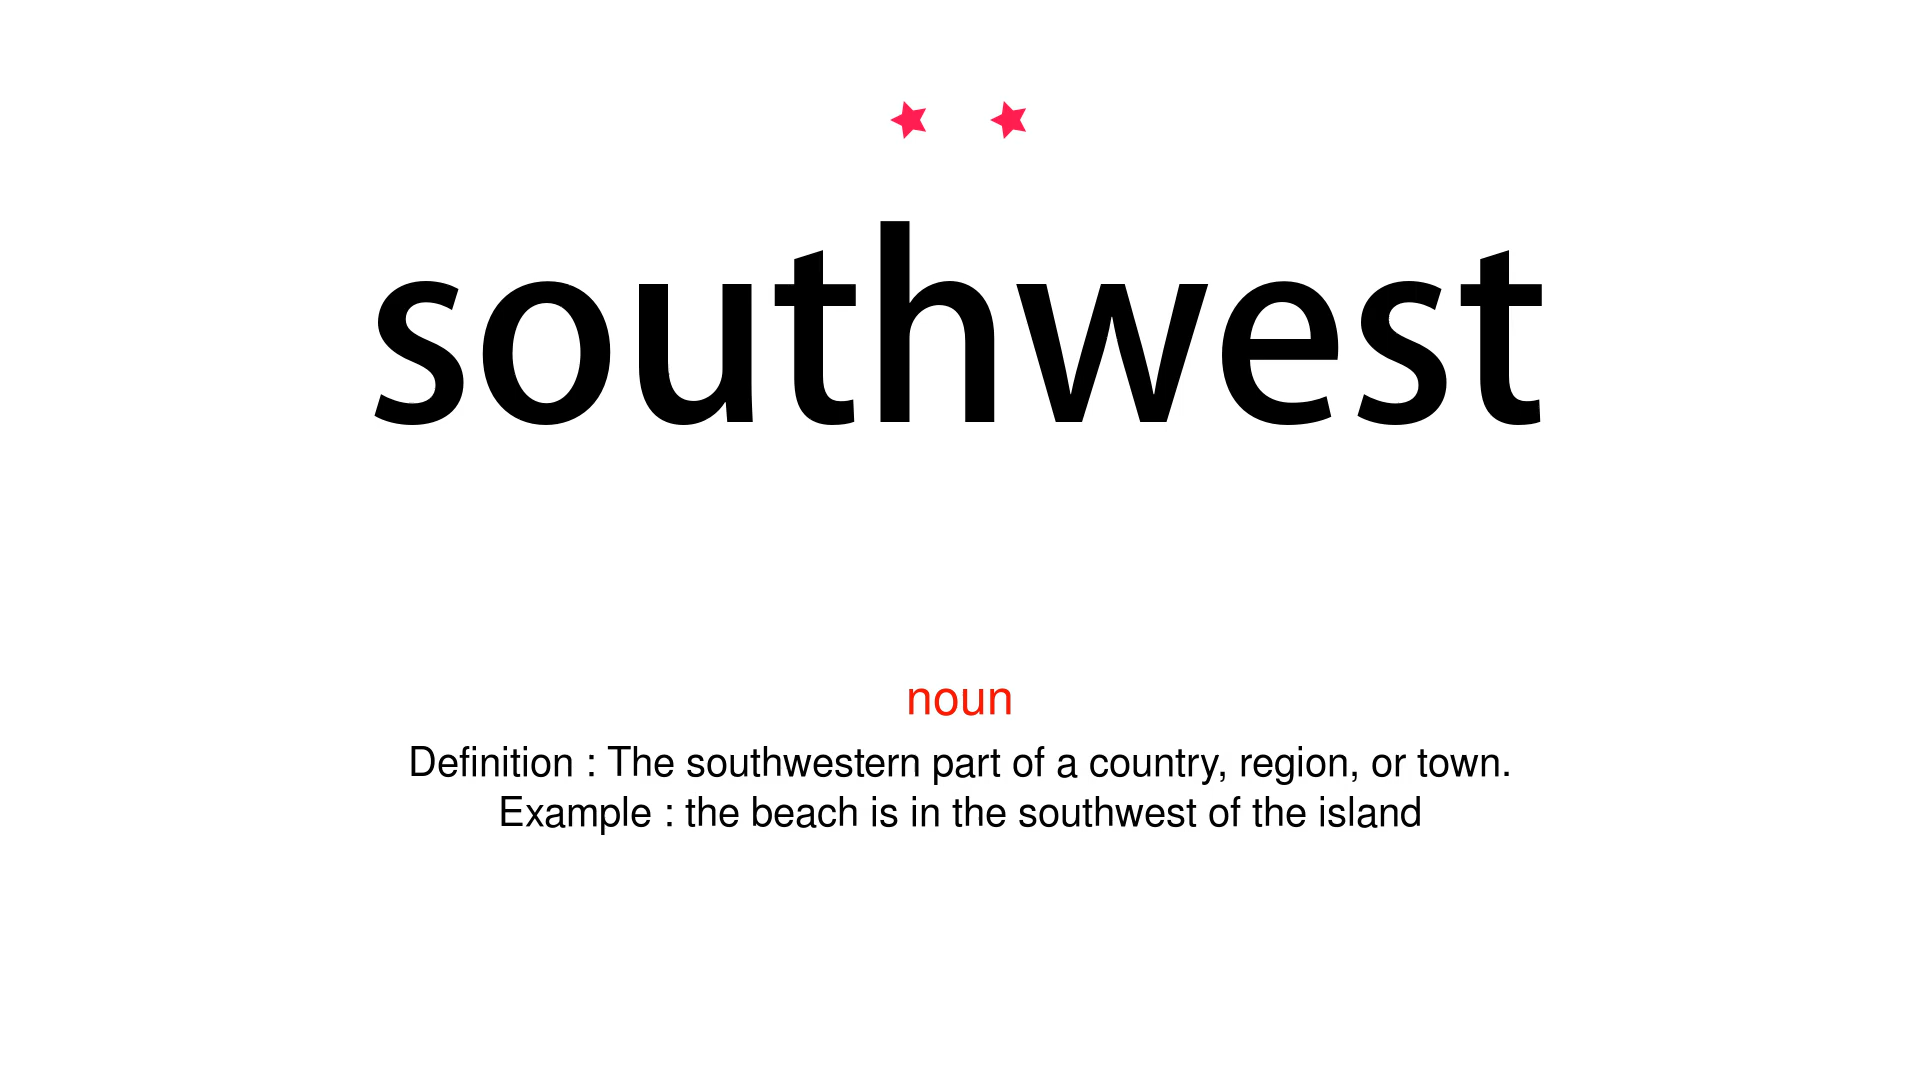 southwest
noun
Definition : The southwestern part of a country, region, or town.
Example : the beach is in the southwest of the island